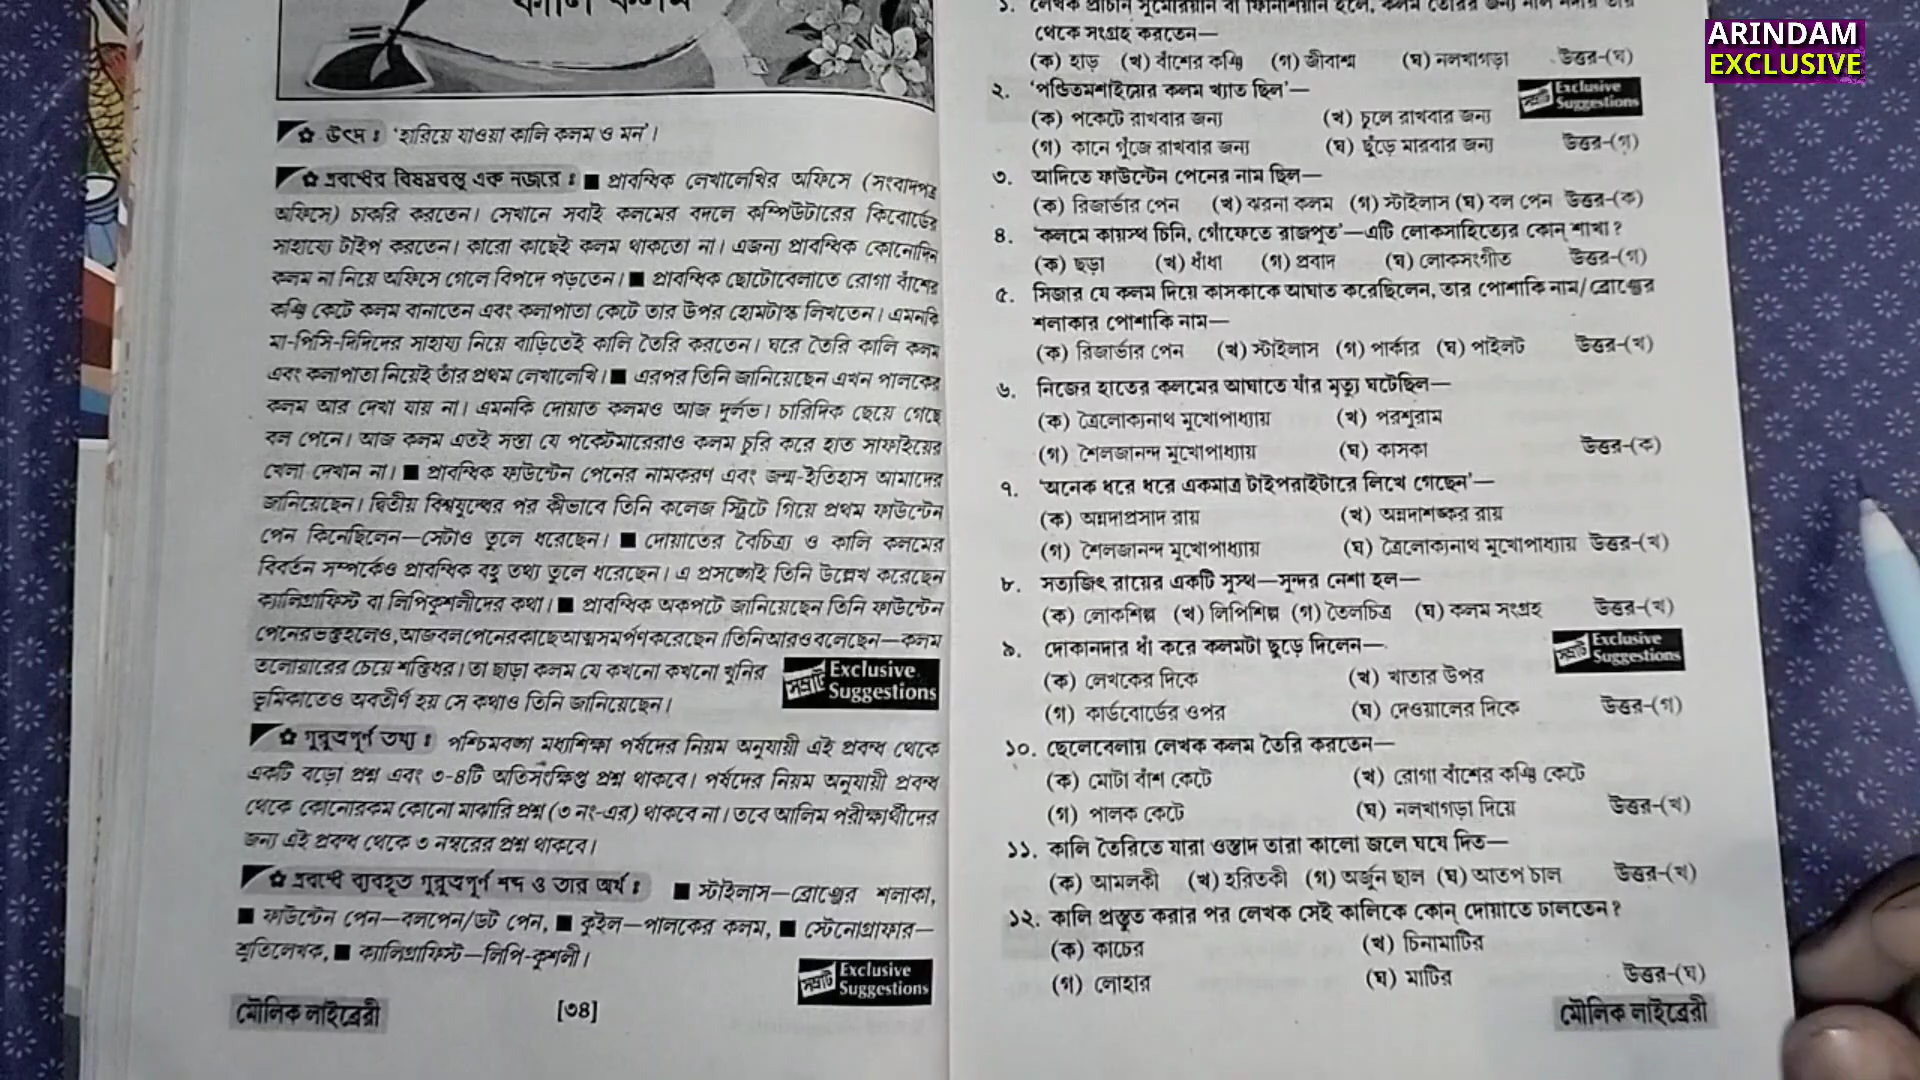 কালি কলম
✿ উৎস : ‘হারিয়ে যাওয়া কালি কলম ও মন’।
✿ প্রবন্ধের বিষয়বস্তু এক নজরে : ■ প্রাবন্ধিক লেখালেখির অফিসে (সংবাদপত্র
অফিসে) চাকরি করতেন। সেখানে সবাই কলমের বদলে কম্পিউটারের কিবোর্ডের
সাহায্যে টাইপ করতেন। কারো কাছেই কলম থাকতো না। এজন্য প্রাবন্ধিক কোনোদিন
কলম না নিয়ে অফিসে গেলে বিপদে পড়তেন। ■ প্রাবন্ধিক ছোটোবেলাতে রোগা বাঁশের
কঞ্চি কেটে কলম বানাতেন এবং কলাপাতা কেটে তার উপর হোমটাস্ক লিখতেন। এমনকি
মা-পিসি-দিদিদের সাহায্য নিয়ে বাড়িতেই কালি তৈরি করতেন। ঘরে তৈরি কালি কলম
এবং কলাপাতা নিয়েই তাঁর প্রথম লেখালেখি। ■ এরপর তিনি জানিয়েছেন এখন পালকের
কলম আর দেখা যায় না। এমনকি দোয়াত কলমও আজ দুর্লভ। চারিদিক ছেয়ে গেছে
বল পেনে। আজ কলম এতই সস্তা যে পকেটমারেরাও কলম চুরি করে হাত সাফাইয়ের
খেলা দেখান না। ■ প্রাবন্ধিক ফাউন্টেন পেনের নামকরণ এবং জন্ম-ইতিহাস আমাদের
জানিয়েছেন। দ্বিতীয় বিশ্বযুদ্ধের পর কীভাবে তিনি কলেজ স্ট্রিটে গিয়ে প্রথম ফাউন্টেন
পেন কিনেছিলেন—সেটাও তুলে ধরেছেন। ■ দোয়াতের বৈচিত্র্য ও কালি কলমের
বিবর্তন সম্পর্কেও প্রাবন্ধিক বহু তথ্য তুলে ধরেছেন। এ প্রসঙ্গেই তিনি উল্লেখ করেছেন
ক্যালিগ্রাফিস্ট বা লিপিকুশলীদের কথা। ■ প্রাবন্ধিক অকপটে জানিয়েছেন তিনি ফাউন্টেন
পেনের ভক্ত হলেও, আজ বল পেনের কাছে আত্মসমর্পণ করেছেন। তিনি আরও বলেছেন—কলম
তলোয়ারের চেয়ে শক্তিধর। তা ছাড়া কলম যে কখনো কখনো খুনির
ভূমিকাতেও অবতীর্ণ হয় সে কথাও তিনি জানিয়েছেন।
সম্রাট Exclusive Suggestions
✿ গুরুত্বপূর্ণ তথ্য : পশ্চিমবঙ্গ মধ্যশিক্ষা পর্ষদের নিয়ম অনুযায়ী এই প্রবন্ধ থেকে
একটি বড়ো প্রশ্ন এবং ৩-৪টি অতিসংক্ষিপ্ত প্রশ্ন থাকবে। পর্ষদের নিয়ম অনুযায়ী প্রবন্ধ
থেকে কোনোরকম কোনো মাঝারি প্রশ্ন (৩ নং-এর) থাকবে না। তবে আলিম পরীক্ষার্থীদের
জন্য এই প্রবন্ধ থেকে ৩ নম্বরের প্রশ্ন থাকবে।
✿ প্রবন্ধে ব্যবহৃত গুরুত্বপূর্ণ শব্দ ও তার অর্থ : ■ স্টাইলাস—ব্রোঞ্জের শলাকা,
■ ফাউন্টেন পেন—বলপেন/ডট পেন, ■ কুইল—পালকের কলম, ■ স্টেনোগ্রাফার—
শ্রুতিলেখক, ■ ক্যালিগ্রাফিস্ট—লিপি-কুশলী।
সম্রাট Exclusive Suggestions
মৌলিক লাইব্রেরী
[৩৪]
১. লেখক প্রাচীন সুমেরিয়ান বা ফিনিশিয়ান হলে, কলম তৈরির জন্য নীল নদীর তীর
থেকে সংগ্রহ করতেন—
(ক) হাড় (খ) বাঁশের কঞ্চি (গ) জীবাশ্ম (ঘ) নলখাগড়া উত্তর-(ঘ)
২. ‘পণ্ডিতমশাইয়ের কলম খ্যাত ছিল’—
সম্রাট Exclusive Suggestions
(ক) পকেটে রাখবার জন্য (খ) চুলে রাখবার জন্য
(গ) কানে গুঁজে রাখবার জন্য (ঘ) ছুঁড়ে মারবার জন্য উত্তর-(গ)
৩. আদিতে ফাউন্টেন পেনের নাম ছিল—
(ক) রিজার্ভার পেন (খ) ঝরনা কলম (গ) স্টাইলাস (ঘ) বল পেন উত্তর-(ক)
৪. ‘কলমে কায়স্থ চিনি, গোঁফেতে রাজপুত’—এটি লোকসাহিত্যের কোন্ শাখা?
(ক) ছড়া (খ) ধাঁধা (গ) প্রবাদ (ঘ) লোকসংগীত উত্তর-(গ)
৫. সিজার যে কলম দিয়ে কাসকাকে আঘাত করেছিলেন, তার পোশাকি নাম/ব্রোঞ্জের
শলাকার পোশাকি নাম—
(ক) রিজার্ভার পেন (খ) স্টাইলাস (গ) পার্কার (ঘ) পাইলট উত্তর-(খ)
৬. নিজের হাতের কলমের আঘাতে যাঁর মৃত্যু ঘটেছিল—
(ক) ত্রৈলোক্যনাথ মুখোপাধ্যায় (খ) পরশুরাম
(গ) শৈলজানন্দ মুখোপাধ্যায় (ঘ) কাসকা উত্তর-(ক)
৭. ‘অনেক ধরে ধরে একমাত্র টাইপরাইটারে লিখে গেছেন’—
(ক) অন্নদাপ্রসাদ রায় (খ) অন্নদাশঙ্কর রায়
(গ) শৈলজানন্দ মুখোপাধ্যায় (ঘ) ত্রৈলোক্যনাথ মুখোপাধ্যায় উত্তর-(খ)
৮. সত্যজিৎ রায়ের একটি সুস্থ—সুন্দর নেশা হল—
(ক) লোকশিল্প (খ) লিপিশিল্প (গ) তৈলচিত্র (ঘ) কলম সংগ্রহ উত্তর-(খ)
৯. দোকানদার ধাঁ করে কলমটা ছুড়ে দিলেন—
সম্রাট Exclusive Suggestions
(ক) লেখকের দিকে (খ) খাতার উপর
(গ) কার্ডবোর্ডের ওপর (ঘ) দেওয়ালের দিকে উত্তর-(গ)
১০. ছেলেবেলায় লেখক কলম তৈরি করতেন—
(ক) মোটা বাঁশ কেটে (খ) রোগা বাঁশের কঞ্চি কেটে
(গ) পালক কেটে (ঘ) নলখাগড়া দিয়ে উত্তর-(খ)
১১. কালি তৈরিতে যারা ওস্তাদ তারা কালো জলে ঘষে দিত—
(ক) আমলকী (খ) হরিতকী (গ) অর্জুন ছাল (ঘ) আতপ চাল উত্তর-(খ)
১২. কালি প্রস্তুত করার পর লেখক সেই কালিকে কোন্ দোয়াতে ঢালতেন?
(ক) কাচের (খ) চিনামাটির
(গ) লোহার (ঘ) মাটির উত্তর-(ঘ)
মৌলিক লাইব্রেরী
ARINDAM
EXCLUSIVE